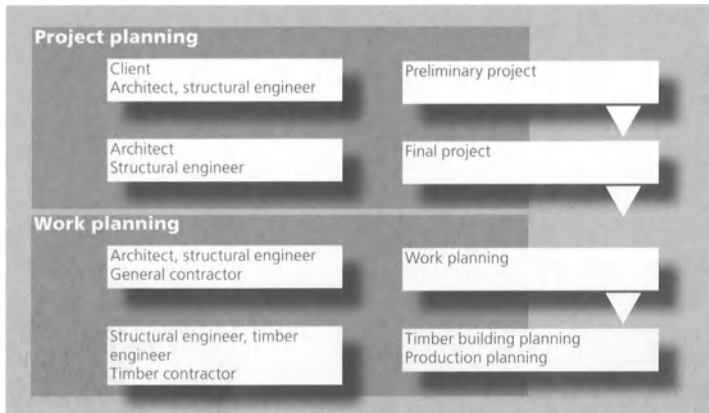 Project planning
Client
Architect, structural engineer
Preliminary project
Architect
Structural engineer
Final project
Work planning
Architect, structural engineer
General contractor
Work planning
Structural engineer, timber
engineer
Timber contractor
Timber building planning
Production planning